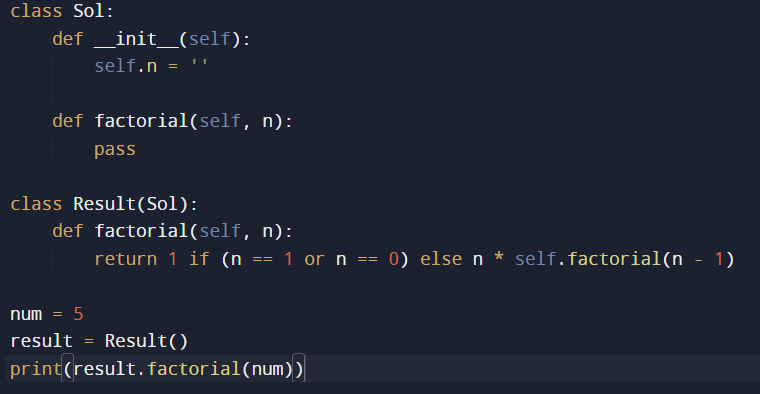 class Sol:
    def __init__(self):
        self.n = ''

    def factorial(self, n):
        pass

class Result(Sol):
    def factorial(self, n):
        return 1 if (n == 1 or n == 0) else n * self.factorial(n - 1)

num = 5
result = Result()
print(result.factorial(num))